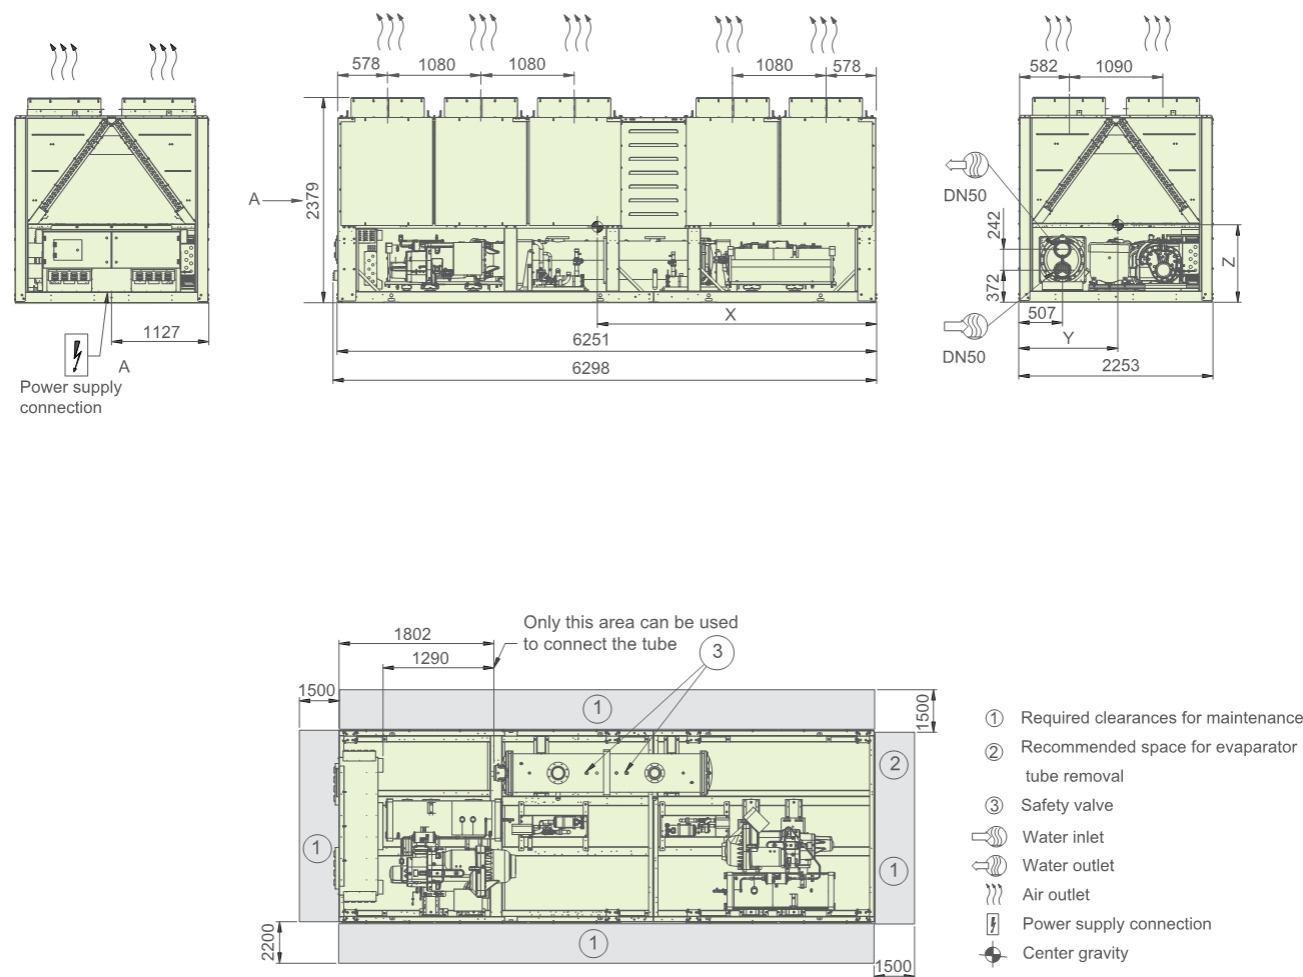 578
1080
1080
1080
578
582
1090
2379
A
DN50
242
372
DN50
507
Y
Z
2253
X
6251
6298
1127
A
Power supply
connection
Only this area can be used
to connect the tube
1802
1290
3
1500
1
1500
2
1
1
1
2200
1500
1 Required clearances for maintenance
2 Recommended space for evaparator
tube removal
3 Safety valve
Water inlet
Water outlet
Air outlet
Power supply connection
Center gravity